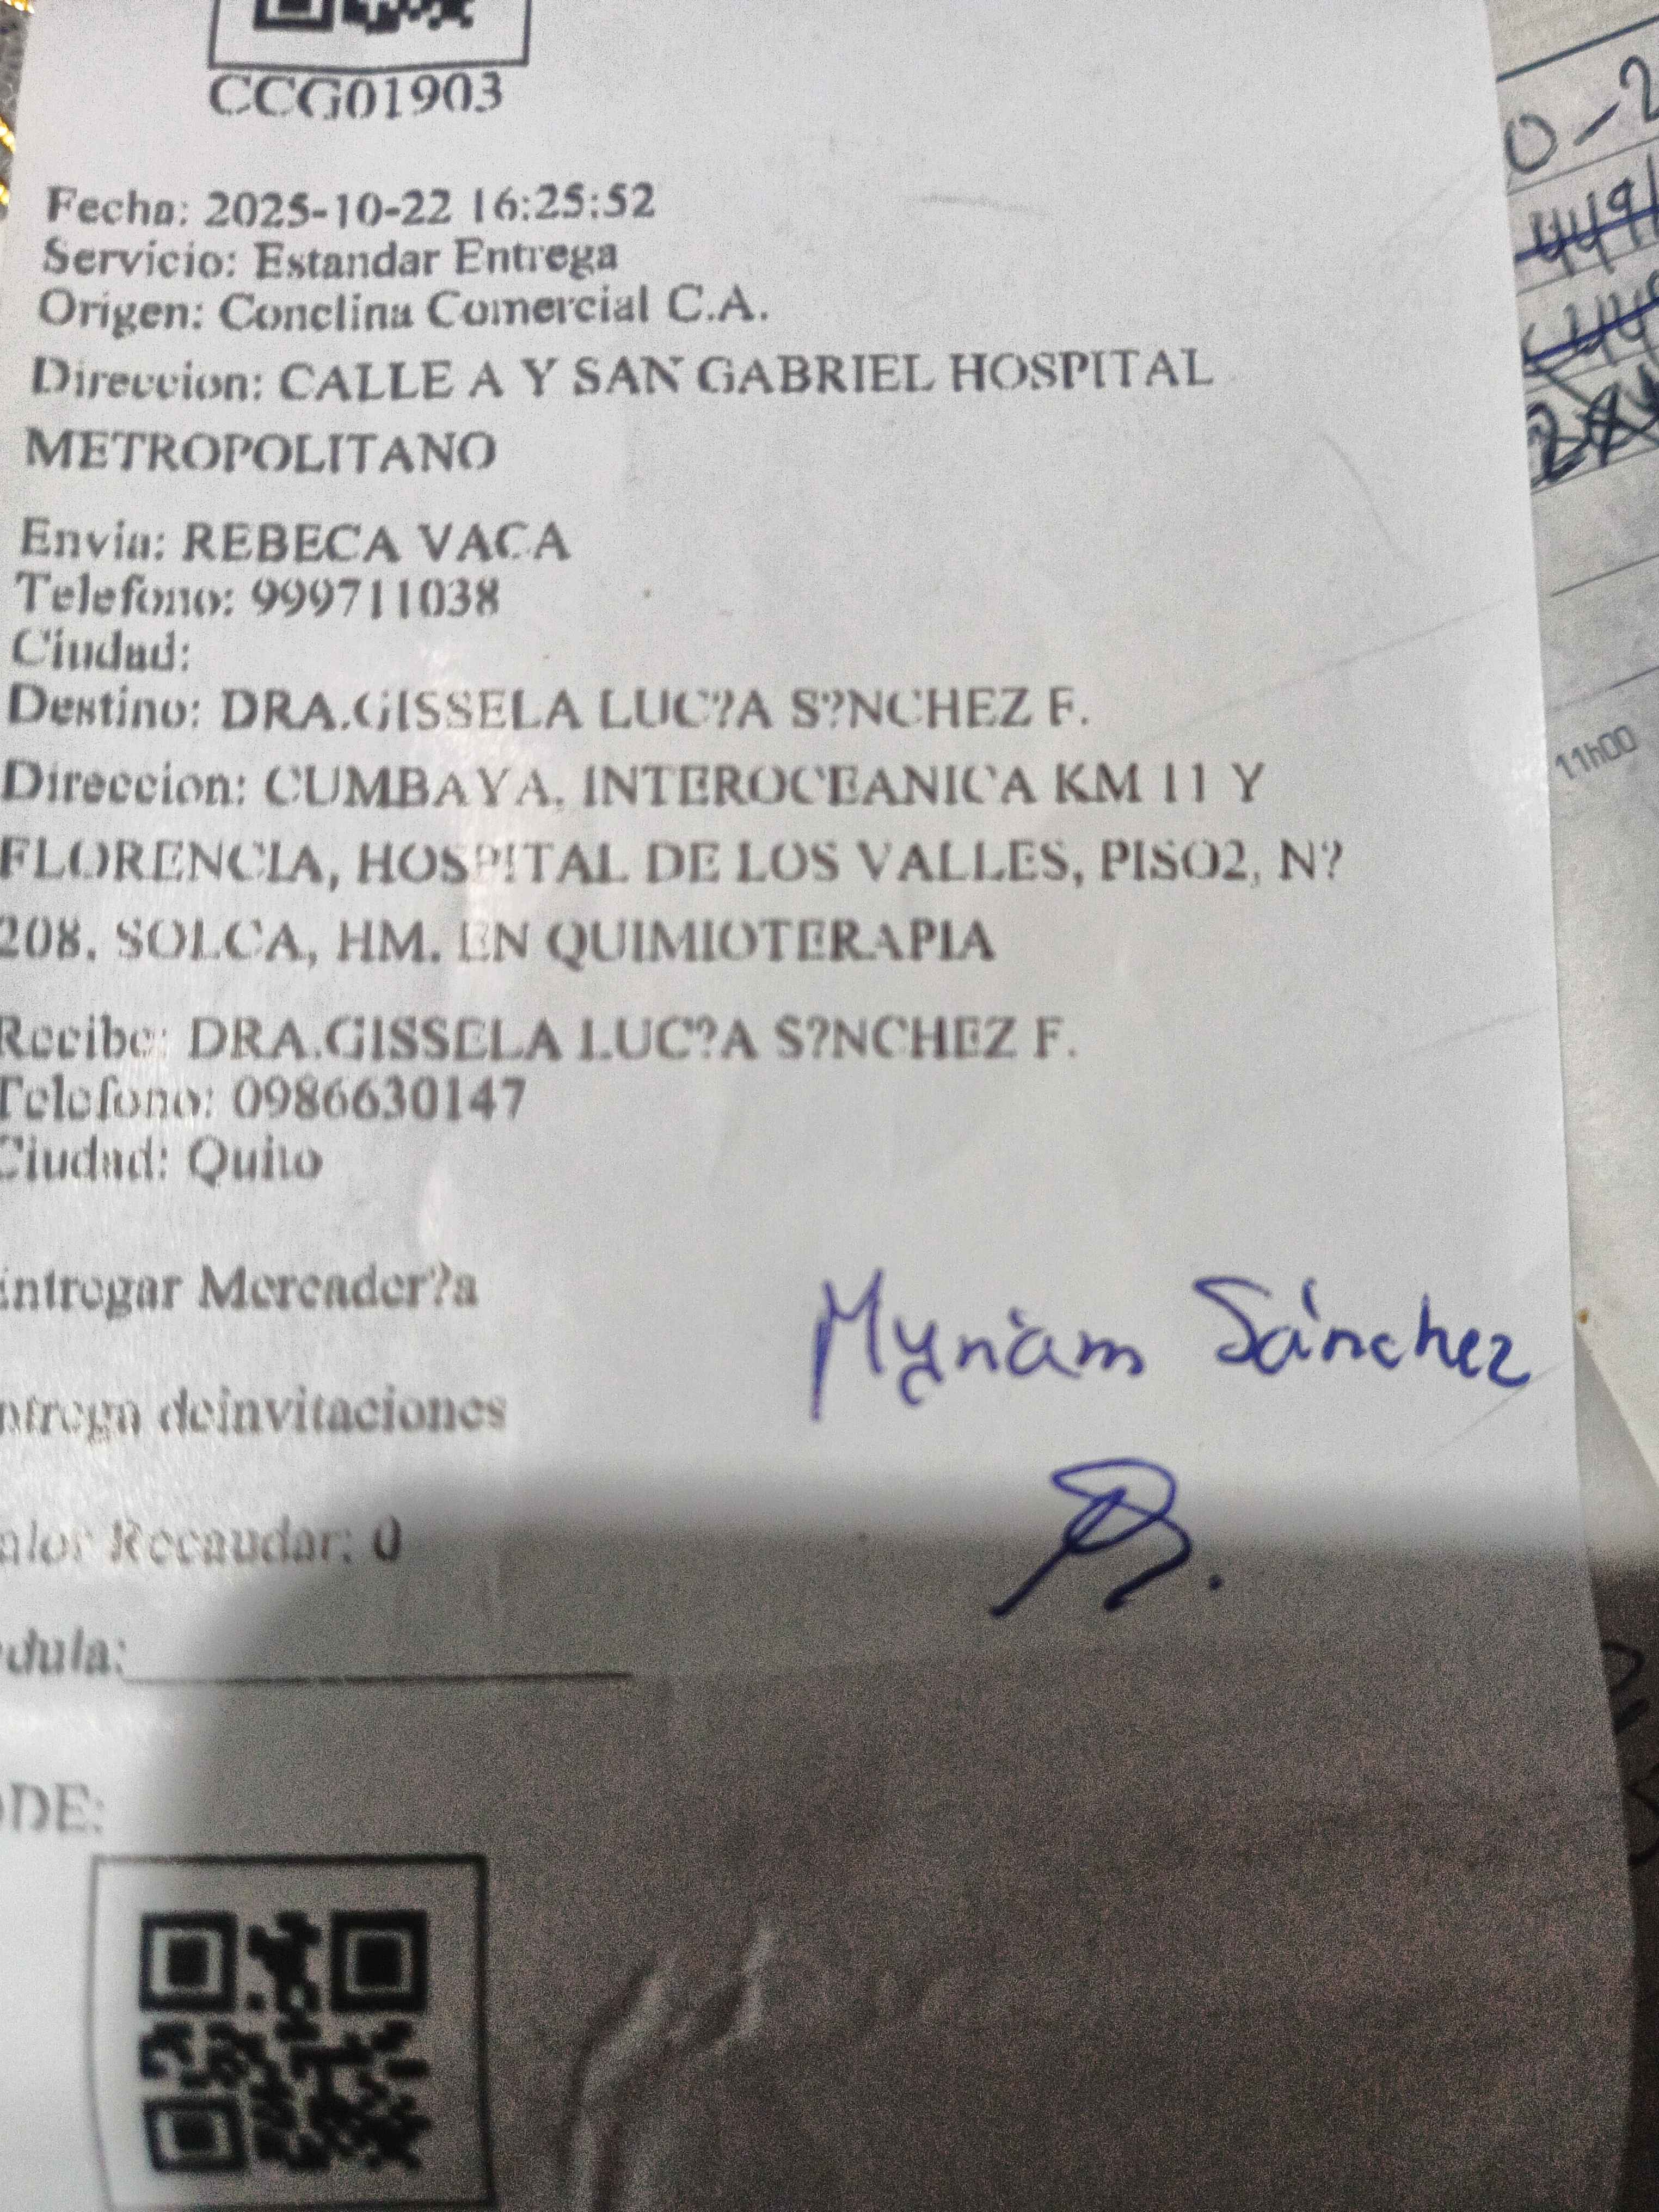 CCG01903
Fecha: 2025-10-22 16:25:52
Servicio: Estandar Entrega
Origen: Conclina Comercial C.A.
Direccion: CALLE A Y SAN GABRIEL HOSPITAL
METROPOLITANO
Envia: REBECA VACA
Telefono: 999711038
Ciudad:
Destino: DRA.GISSELA LUC?A S?NCHEZ F.
Direccion: CUMBAYA, INTEROCEANICA KM 11 Y
FLORENCIA, HOSPITAL DE LOS VALLES, PISO2, N?
208, SOLCA, HM. EN QUIMIOTERAPIA
Recibe: DRA.GISSELA LUC?A S?NCHEZ F.
Telefono: 0986630147
Ciudad: Quito
Entregar Mercader?a
Myriam Sánchez
ntrega deinvitaciones
alor Recaudar: 0
dula:
ODE:
11h00